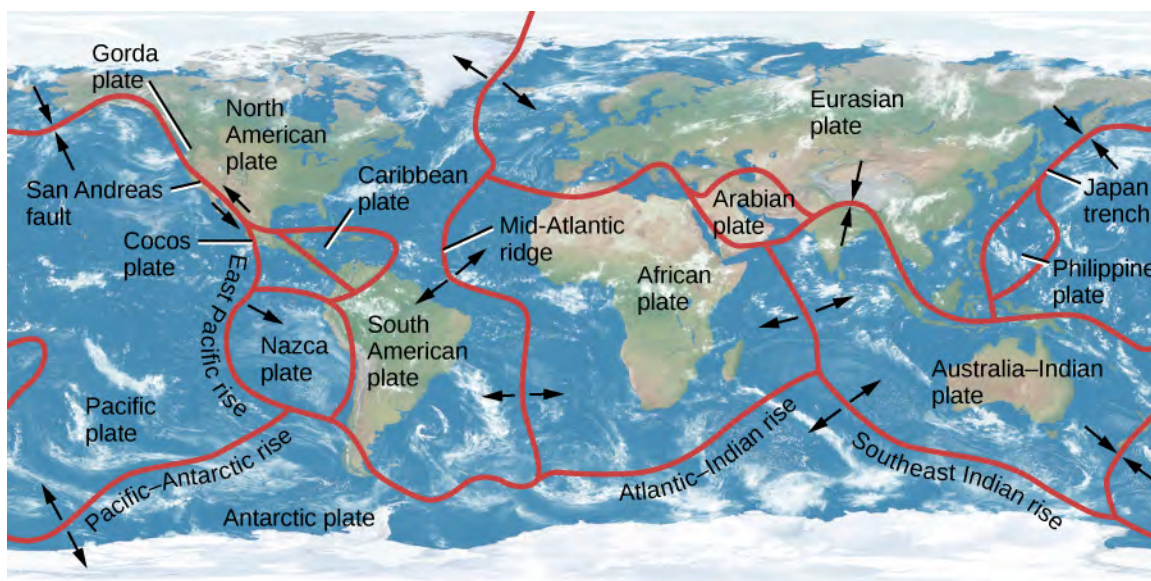 Gorda
plate
North
American
plate
San Andreas
fault
Cocos
plate
Caribbean
plate
Mid-Atlantic
ridge
Eurasian
plate
Arabian
plate
African
plate
Japan
trench
Philippine
plate
East Pacific rise
Nazca
plate
South
American
plate
Pacific
plate
Australia–Indian
plate
Pacific–Antarctic rise
Atlantic–Indian rise
Southeast Indian rise
Antarctic plate